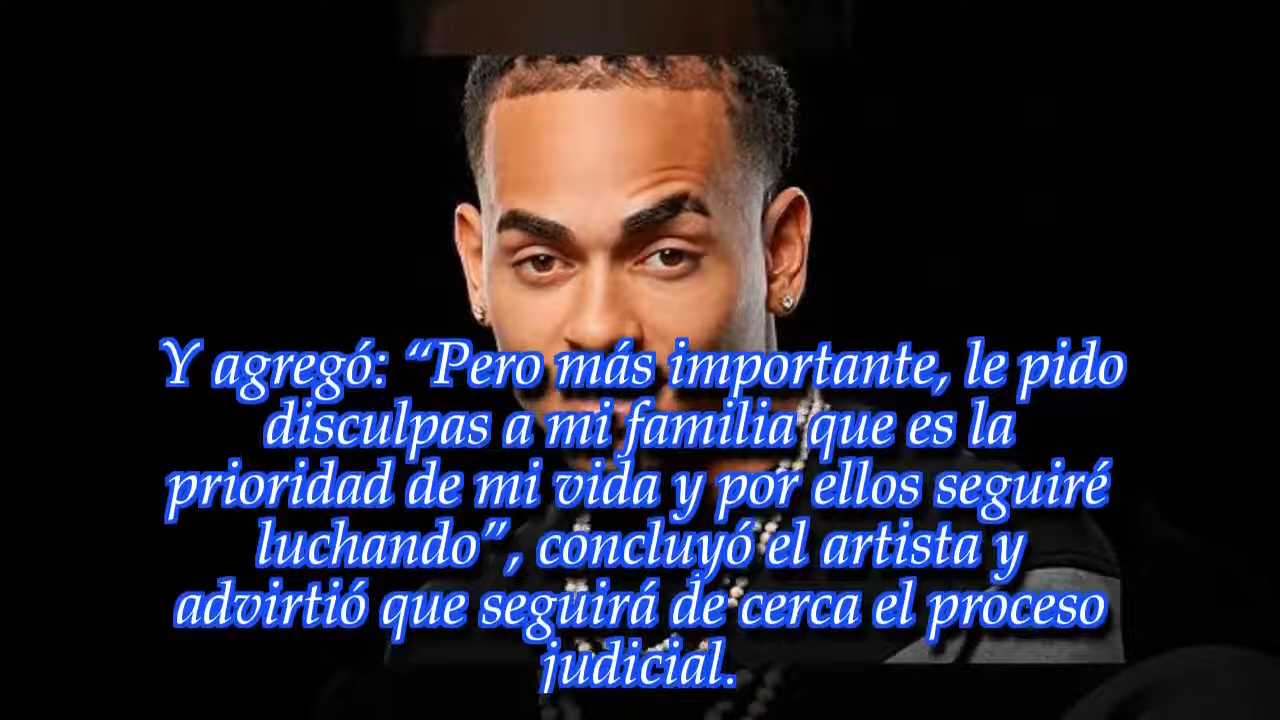 Y agregó: “Pero más importante, le pido
disculpas a mi familia que es la
prioridad de mi vida y por ellos seguiré
luchando”, concluyó el artista y
advirtió que seguirá de cerca el proceso
judicial.